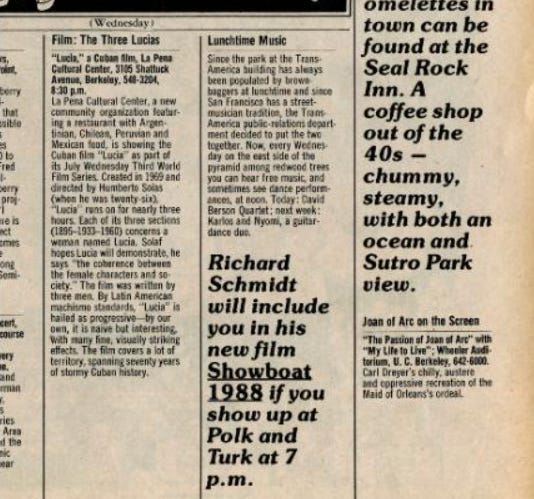 (Wednesday)
berry
that
Fred
berry
cert,
course
and
Area
d the
Film: The Three Lucias
"Lucia," a Cuban film, La Pena
Cultural Center, 3105 Shattuck
Avenue, Berkeley, 548-3204,
8:30 p.m.
La Pena Cultural Center, a new
community organization featur-
ing a restaurant with Argen-
tinian, Chilean, Peruvian and
Mexican food, is showing the
Cuban film "Lucia" as part of
its July Wednesday Third World
Film Series. Created in 1969 and
directed by Humberto Solas
(when he was twenty-six),
"Lucia" runs on for nearly three
hours. Each of its three sections
(1895–1933–1960) concerns a
woman named Lucia. Solaf
hopes Lucia will demonstrate, he
says "the coherence between
the female characters and so-
ciety." The film was written by
three men. By Latin American
machismo standards, "Lucia" is
hailed as progressive—by our
own, it is naive but interesting,
with many fine, visually striking
effects. The film covers a lot of
territory, spanning seventy years
of stormy Cuban history.
Lunchtime Music
Since the park at the Trans-
America building has always
been populated by brown-
baggers at lunchtime and since
San Francisco has a street-
musician tradition, the Trans-
America public-relations depart-
ment decided to put the two
together. Now, every Wednes-
day on the east side of the
pyramid among redwood trees
you can hear free music, and
sometimes see dance perform-
ances, at noon. Today: David
Berson Quartet; next week:
Karlos and Nyomi, a guitar-
dance duo.
Richard
Schmidt
will include
you in his
new film
Showboat
1988 if you
show up at
Polk and
Turk at 7
p.m.
omelettes in
town can be
found at the
Seal Rock
Inn. A
coffee shop
out of the
40s —
chummy,
steamy,
with both an
ocean and
Sutro Park
view.
Joan of Arc on the Screen
"The Passion of Joan of Arc" with
"My Life to Live"; Wheeler Audi-
torium, U. C. Berkeley, 642-6000.
Carl Dreyer's chilly, austere
and oppressive recreation of the
Maid of Orleans's ordeal.